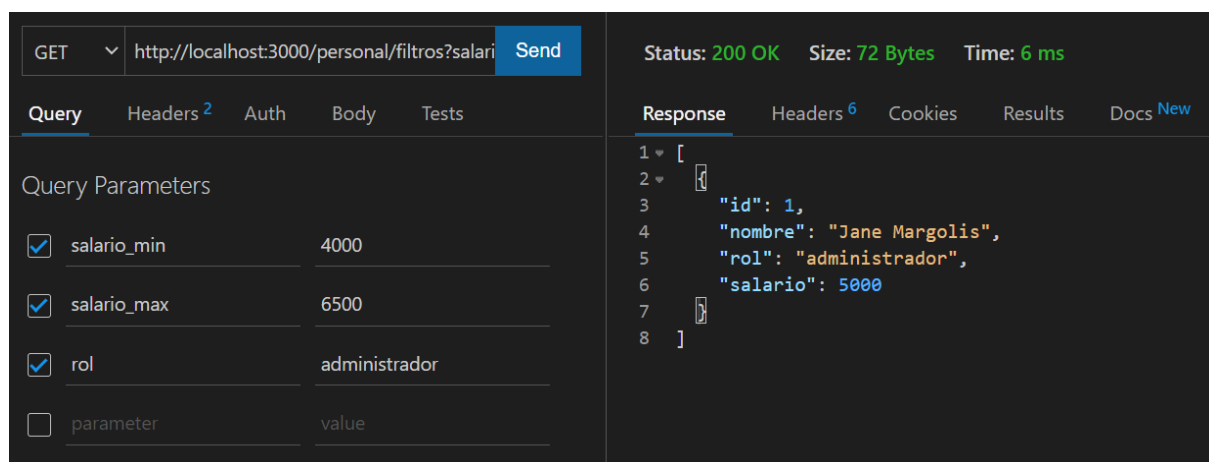 GET http://localhost:3000/personal/filtros?salari Send
Query Headers 2 Auth Body Tests
Query Parameters
salario_min 4000
salario_max 6500
rol administrador
parameter value
Status: 200 OK Size: 72 Bytes Time: 6 ms
Response Headers 6 Cookies Results Docs New
1 [
2 {
3 "id": 1,
4 "nombre": "Jane Margolis",
5 "rol": "administrador",
6 "salario": 5000
7 }
8 ]